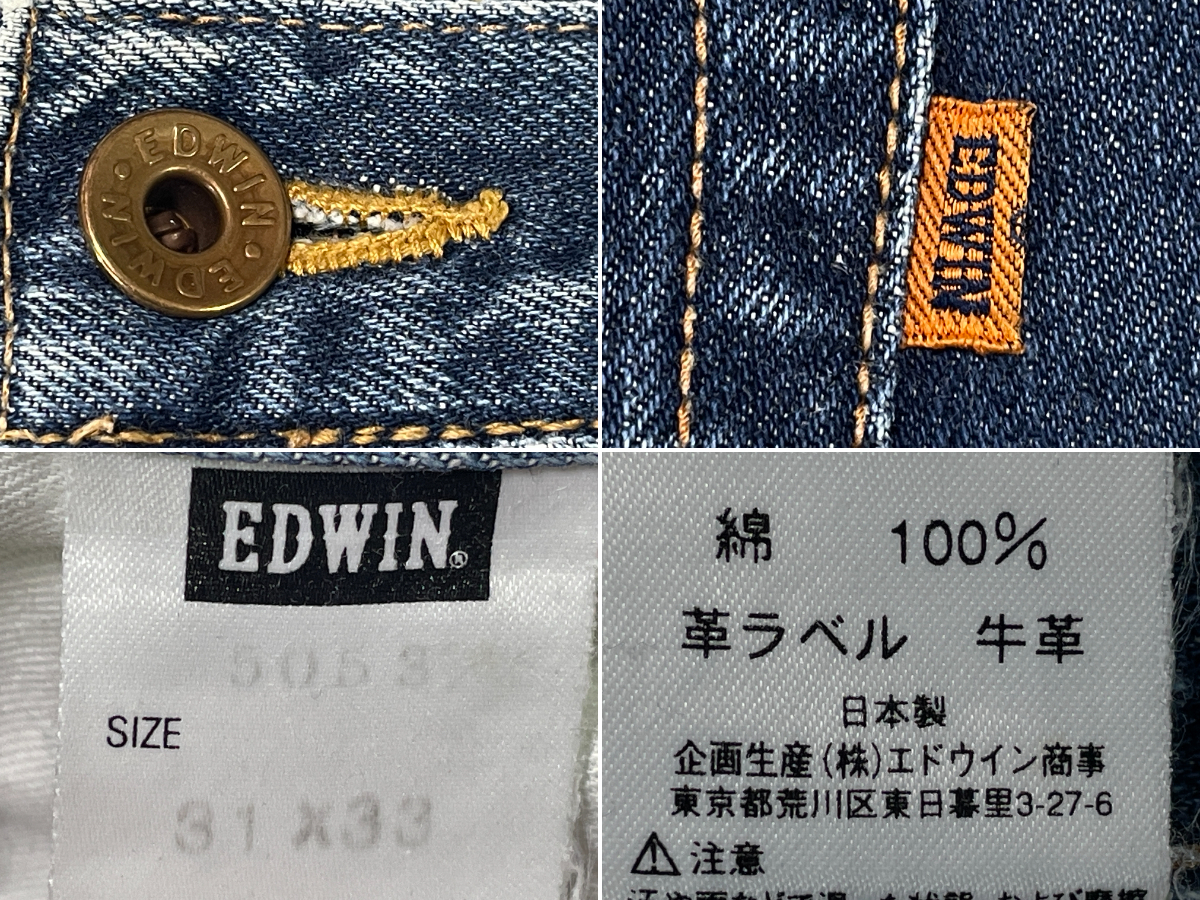 EDWIN · EDWIN · EDWIN ·
EDWIN
EDWIN®
SIZE
31 x 33
綿 100%
革ラベル 牛革
日本製
企画生産(株)エドウイン商事
東京都荒川区東日暮里3-27-6
⚠注意